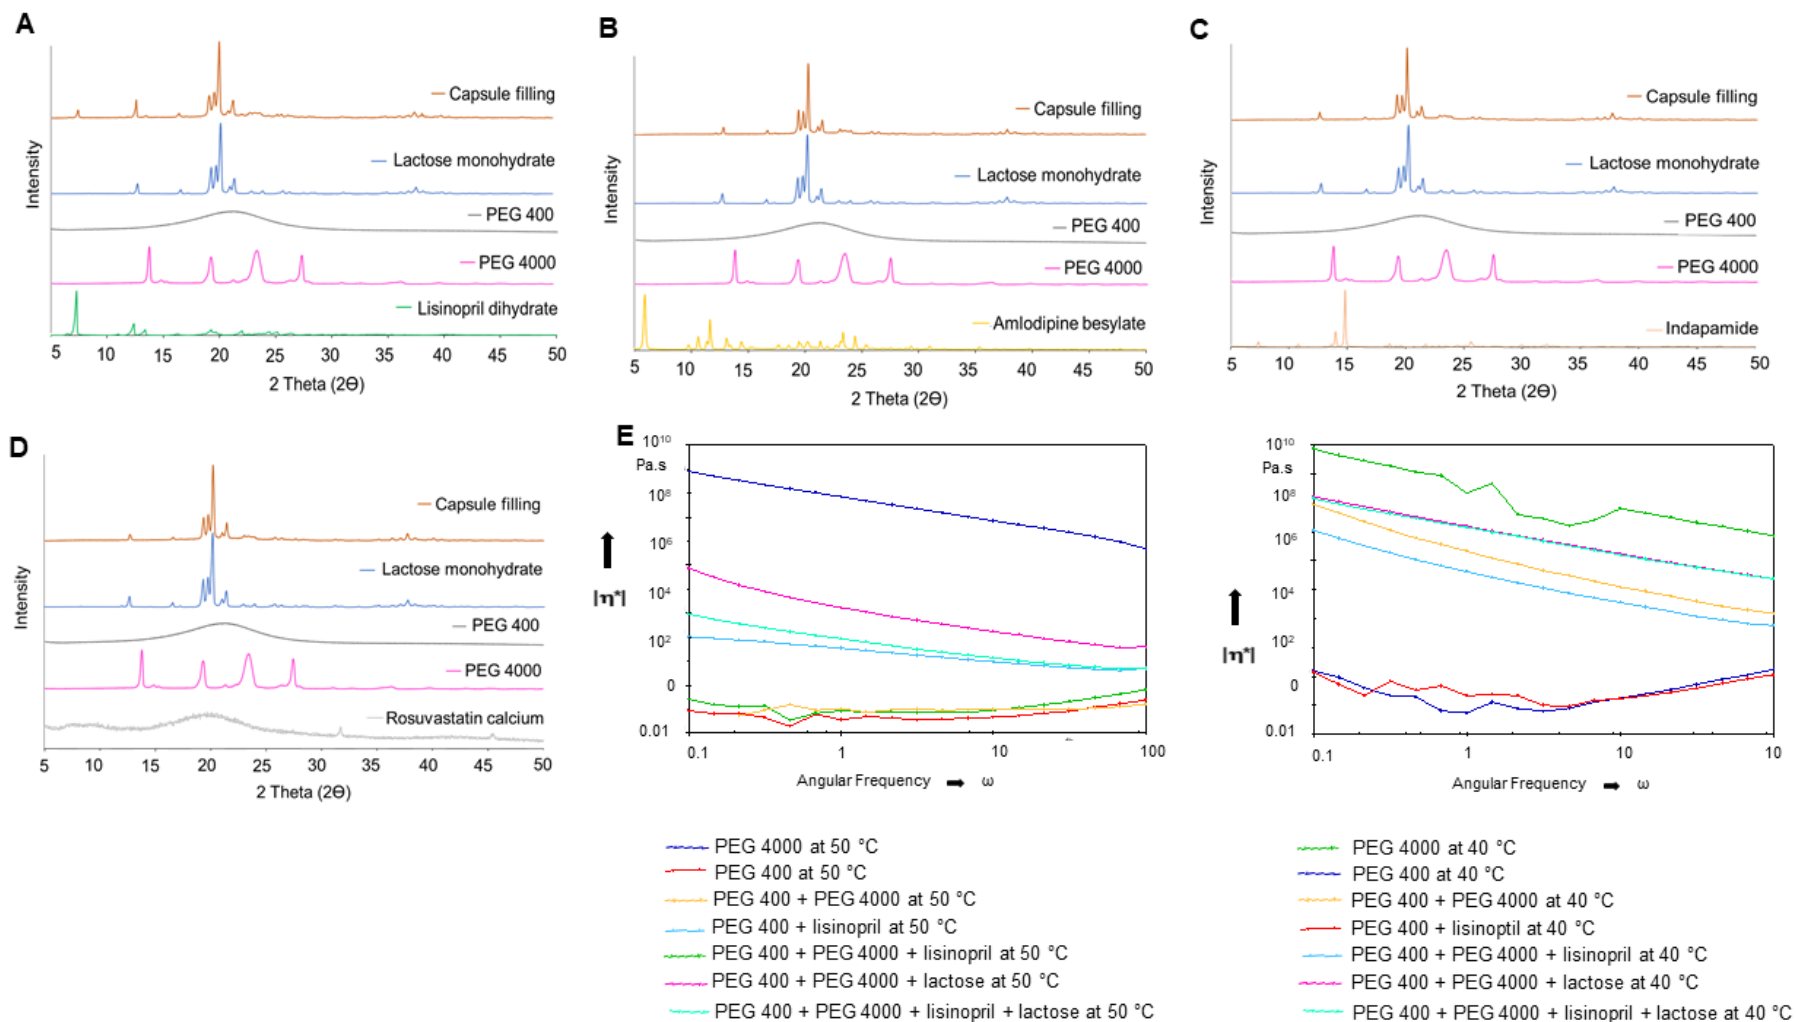 A
Capsule filling
Lactose monohydrate
PEG 400
PEG 4000
Lisinopril dihydrate
Intensity
5 10 15 20 25 30 35 40 45 50
2 Theta (2Θ)
B
Capsule filling
Lactose monohydrate
PEG 400
PEG 4000
Amlodipine besylate
Intensity
5 10 15 20 25 30 35 40 45 50
2 Theta (2Θ)
C
Capsule filling
Lactose monohydrate
PEG 400
PEG 4000
Indapamide
Intensity
5 10 15 20 25 30 35 40 45 50
2 Theta (2Θ)
D
Capsule filling
Lactose monohydrate
PEG 400
PEG 4000
Rosuvastatin calcium
Intensity
5 10 15 20 25 30 35 40 45 50
2 Theta (2Θ)
E
10¹⁰
Pa.s
10⁸
10⁶
10⁴
10²
0
0.01
|η*|
0.1 1 10 100
Angular Frequency ➡ ω
PEG 4000 at 50 °C
PEG 400 at 50 °C
PEG 400 + PEG 4000 at 50 °C
PEG 400 + lisinopril at 50 °C
PEG 400 + PEG 4000 + lisinopril at 50 °C
PEG 400 + PEG 4000 + lactose at 50 °C
PEG 400 + PEG 4000 + lisinopril + lactose at 50 °C
10¹⁰
Pa.s
10⁸
10⁶
10⁴
10²
0
0.01
|η*|
0.1 1 10 10
Angular Frequency ➡ ω
PEG 4000 at 40 °C
PEG 400 at 40 °C
PEG 400 + PEG 4000 at 40 °C
PEG 400 + lisinoptil at 40 °C
PEG 400 + PEG 4000 + lisinopril at 40 °C
PEG 400 + PEG 4000 + lactose at 40 °C
PEG 400 + PEG 4000 + lisinopril + lactose at 40 °C